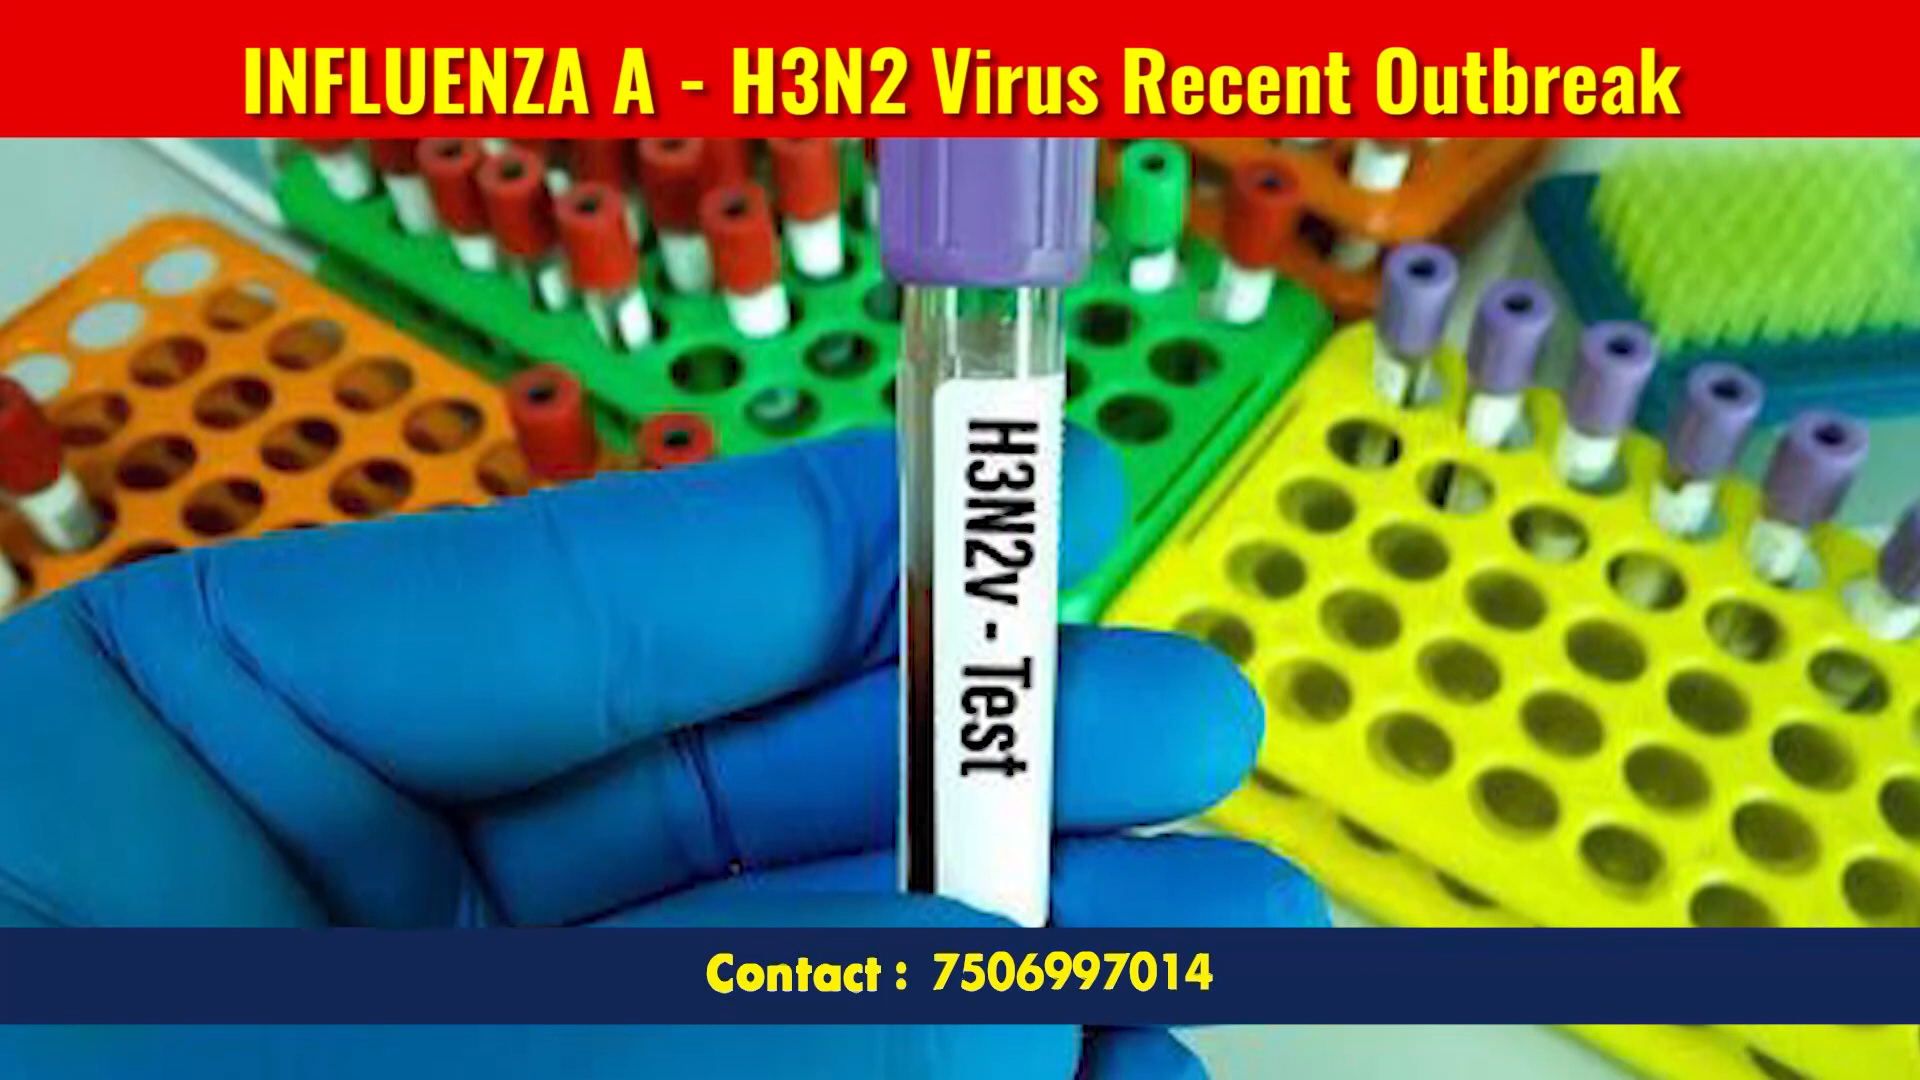 INFLUENZA A - H3N2 Virus Recent Outbreak
H3N2v - Test
Contact : 7506997014